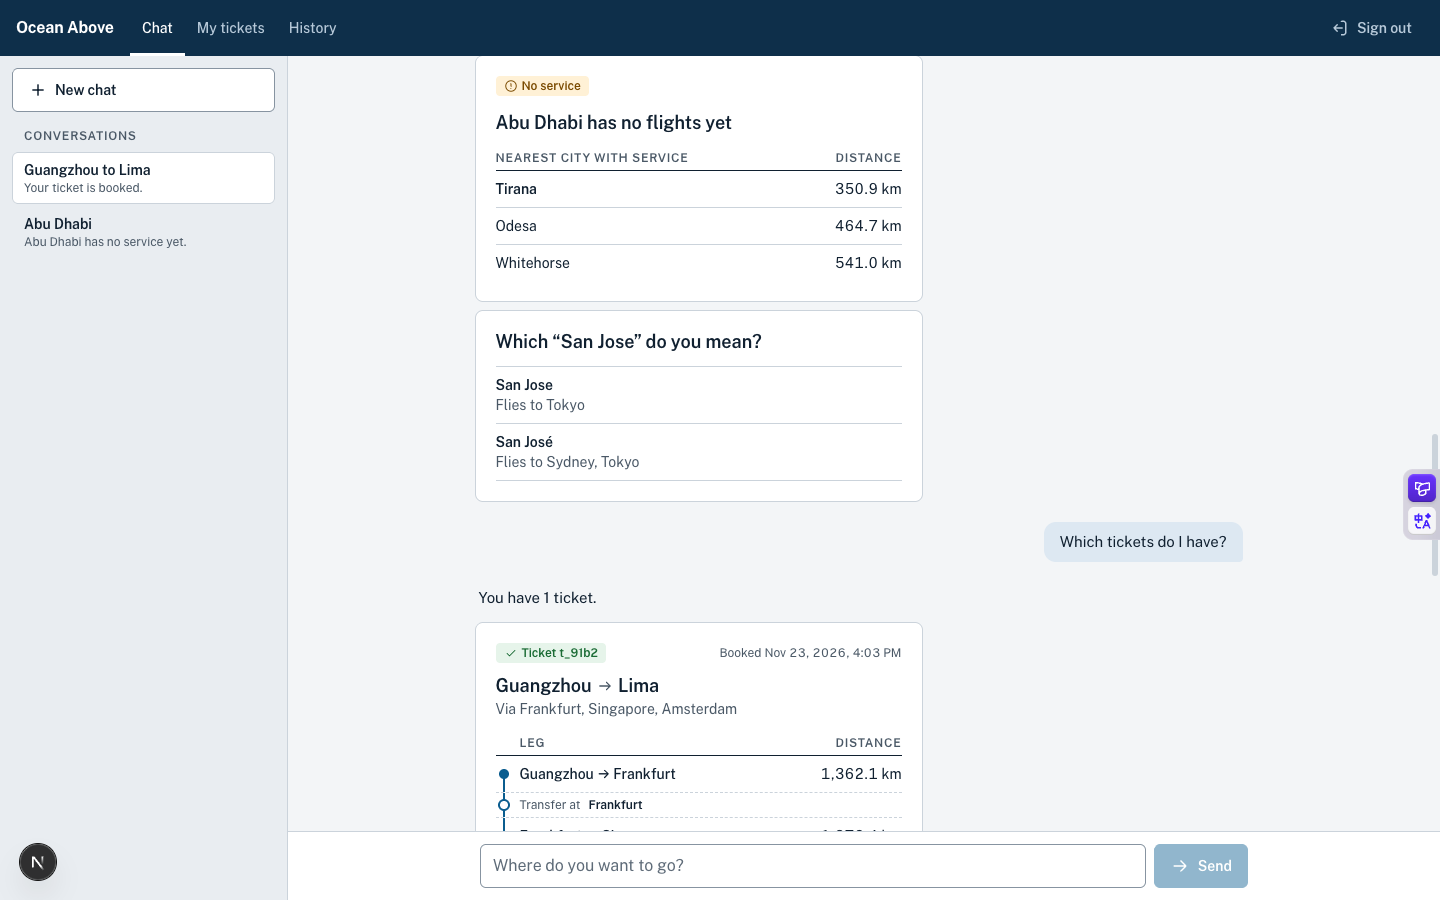 Ocean Above
Chat
My tickets
History
Sign out
New chat
CONVERSATIONS
Guangzhou to Lima
Your ticket is booked.
Abu Dhabi
Abu Dhabi has no service yet.
No service
Abu Dhabi has no flights yet
NEAREST CITY WITH SERVICE DISTANCE
Tirana 350.9 km
Odesa 464.7 km
Whitehorse 541.0 km
Which “San Jose” do you mean?
San Jose
Flies to Tokyo
San José
Flies to Sydney, Tokyo
Which tickets do I have?
You have 1 ticket.
Ticket t_91b2 Booked Nov 23, 2026, 4:03 PM
Guangzhou → Lima
Via Frankfurt, Singapore, Amsterdam
LEG DISTANCE
Guangzhou → Frankfurt 1,362.1 km
Transfer at Frankfurt
Where do you want to go?
Send